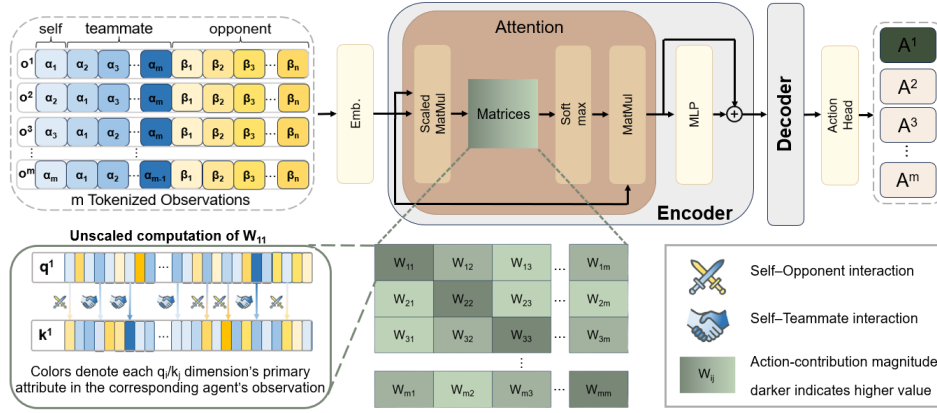 self teammate opponent
o¹ α₁ α₂ α₃ ... αₘ β₁ β₂ β₃ ... βₙ
o² α₂ α₁ α₃ ... αₘ β₁ β₂ β₃ ... βₙ
o³ α₃ α₁ α₂ ... αₘ β₁ β₂ β₃ ... βₙ
⋮ ⋮ ⋮
oᵐ αₘ α₁ α₂ ... αₘ₋₁ β₁ β₂ β₃ ... βₙ
m Tokenized Observations
Emb.
Attention
Scaled
MatMul
Matrices
Soft
max
MatMul
MLP
+
Encoder
Decoder
Action
Head
A¹
A²
A³
⋮
Aᵐ
Unscaled computation of W₁₁
q¹ ...
k¹ ...
Colors denote each qᵢ/kⱼ dimension's primary
attribute in the corresponding agent's observation
W₁₁ W₁₂ W₁₃ ... W₁ₘ
W₂₁ W₂₂ W₂₃ ... W₂ₘ
W₃₁ W₃₂ W₃₃ ... W₃ₘ
⋮
Wₘ₁ Wₘ₂ Wₘ₃ ... Wₘₘ
Self–Opponent interaction
Self–Teammate interaction
Wᵢⱼ
Action-contribution magnitude
darker indicates higher value